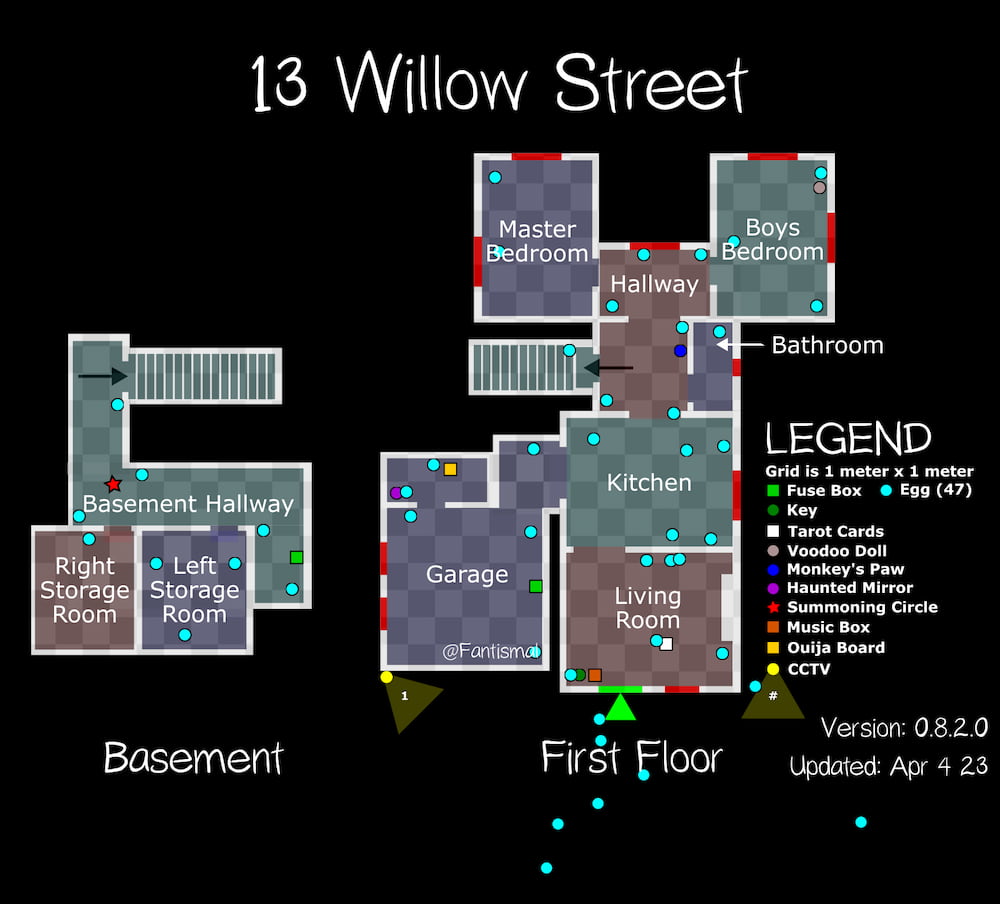 13 Willow Street
Master
Bedroom
Boys
Bedroom
Hallway
Bathroom
Kitchen
Basement Hallway
Right
Storage
Room
Left
Storage
Room
Garage
Living
Room
@Fantismal
1
LEGEND
Grid is 1 meter x 1 meter
Fuse Box
Egg (47)
Key
Tarot Cards
Voodoo Doll
Monkey's Paw
Haunted Mirror
Summoning Circle
Music Box
Ouija Board
CCTV
#
Basement
First Floor
Version: 0.8.2.0
Updated: Apr 4 23